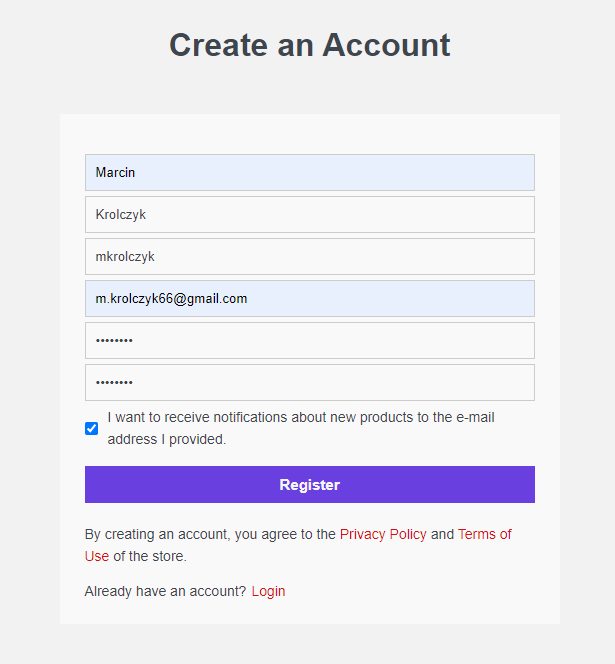 Create an Account
Marcin
Krolczyk
mkrolczyk
m.krolczyk66@gmail.com
••••••••
••••••••
I want to receive notifications about new products to the e-mail
address I provided.
Register
By creating an account, you agree to the Privacy Policy and Terms of
Use of the store.
Already have an account? Login